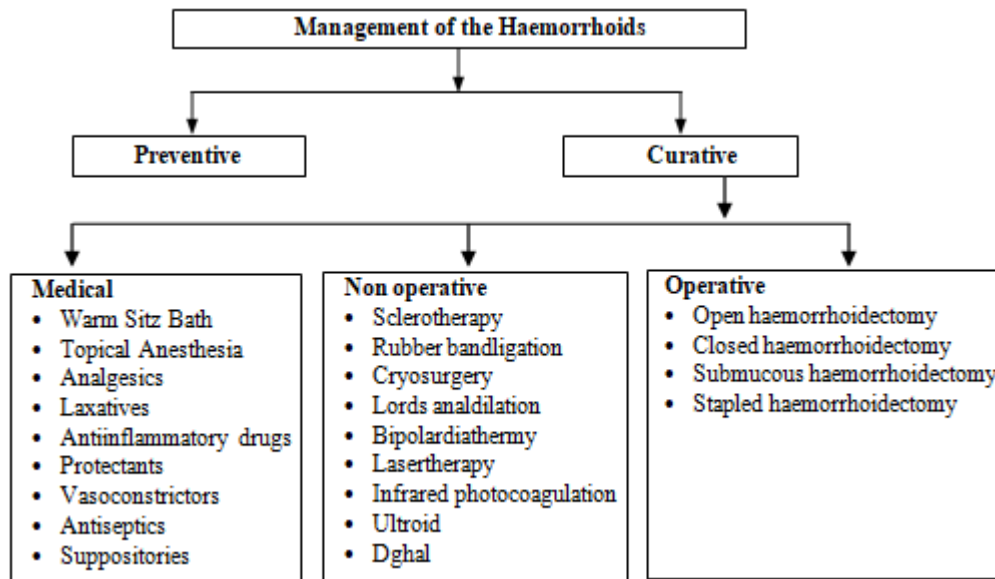 Management of the Haemorrhoids
Preventive
Curative
Medical
• Warm Sitz Bath
• Topical Anesthesia
• Analgesics
• Laxatives
• Antiinflammatory drugs
• Protectants
• Vasoconstrictors
• Antiseptics
• Suppositories
Non operative
• Sclerotherapy
• Rubber bandligation
• Cryosurgery
• Lords analdilation
• Bipolardiathermy
• Lasertherapy
• Infrared photocoagulation
• Ultroid
• Dghal
Operative
• Open haemorrhoidectomy
• Closed haemorrhoidectomy
• Submucous haemorrhoidectomy
• Stapled haemorrhoidectomy